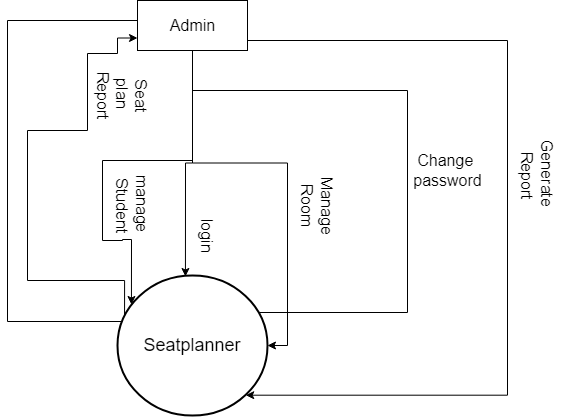 Admin
Seat
plan
Report
manage
Student
login
Manage
Room
Change
password
Generate
Report
Seatplanner